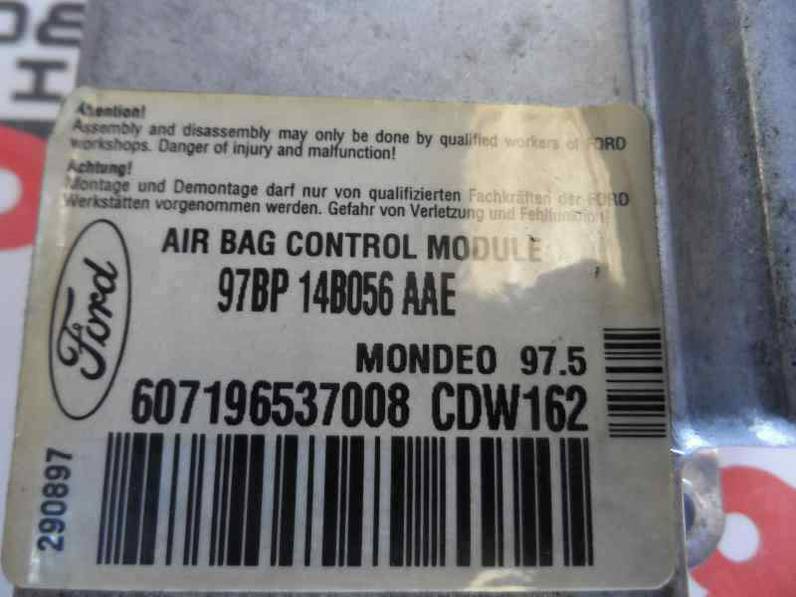 Attention!
Assembly and disassembly may only be done by qualified workers of FORD
workshops. Danger of injury and malfunction!
Achtung!
Montage und Demontage darf nur von qualifizierten Fachkräften der FORD
Werkstätten vorgenommen werden. Gefahr von Verletzung und Fehlfunktion!
AIR BAG CONTROL MODULE
97BP 14B056 AAE
Ford
MONDEO 97.5
607196537008 CDW162
290897